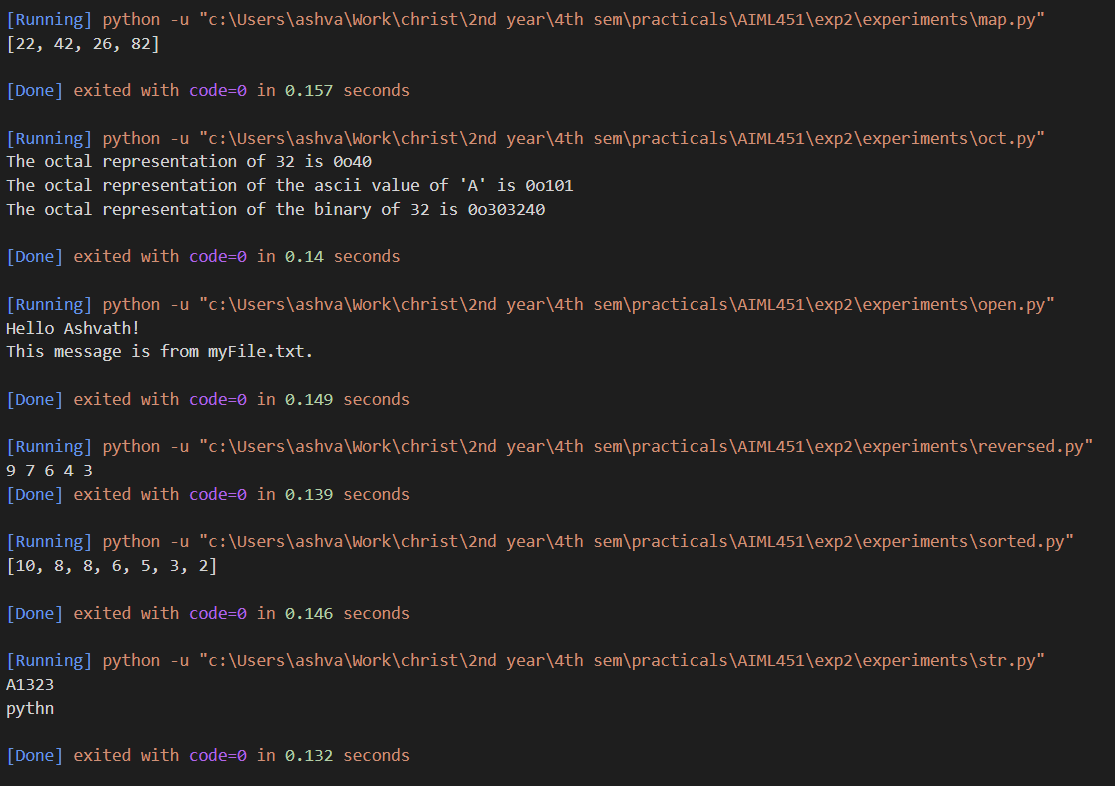 [Running] python -u "c:\Users\ashva\Work\christ\2nd year\4th sem\practicals\AIML451\exp2\experiments\map.py"
[22, 42, 26, 82]
[Done] exited with code=0 in 0.157 seconds
[Running] python -u "c:\Users\ashva\Work\christ\2nd year\4th sem\practicals\AIML451\exp2\experiments\oct.py"
The octal representation of 32 is 0o40
The octal representation of the ascii value of 'A' is 0o101
The octal representation of the binary of 32 is 0o303240
[Done] exited with code=0 in 0.14 seconds
[Running] python -u "c:\Users\ashva\Work\christ\2nd year\4th sem\practicals\AIML451\exp2\experiments\open.py"
Hello Ashvath!
This message is from myFile.txt.
[Done] exited with code=0 in 0.149 seconds
[Running] python -u "c:\Users\ashva\Work\christ\2nd year\4th sem\practicals\AIML451\exp2\experiments\reversed.py"
9 7 6 4 3
[Done] exited with code=0 in 0.139 seconds
[Running] python -u "c:\Users\ashva\Work\christ\2nd year\4th sem\practicals\AIML451\exp2\experiments\sorted.py"
[10, 8, 8, 6, 5, 3, 2]
[Done] exited with code=0 in 0.146 seconds
[Running] python -u "c:\Users\ashva\Work\christ\2nd year\4th sem\practicals\AIML451\exp2\experiments\str.py"
A1323
pythn
[Done] exited with code=0 in 0.132 seconds